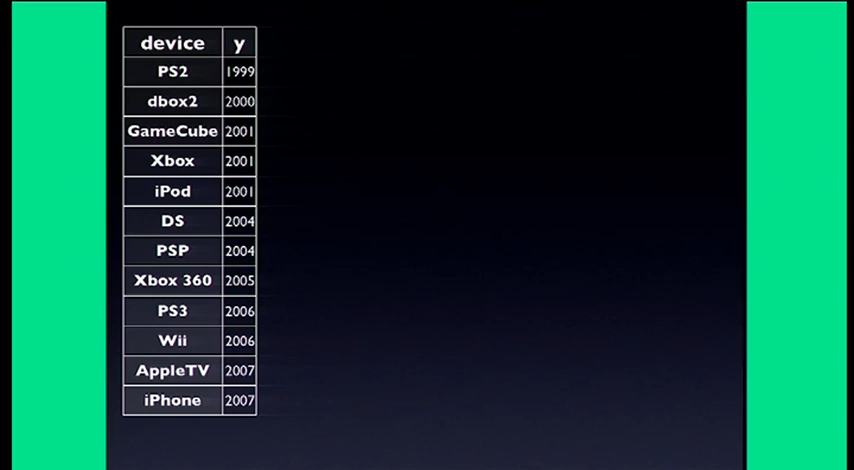 device y
PS2 1999
dbox2 2000
GameCube 2001
Xbox 2001
iPod 2001
DS 2004
PSP 2004
Xbox 360 2005
PS3 2006
Wii 2006
AppleTV 2007
iPhone 2007